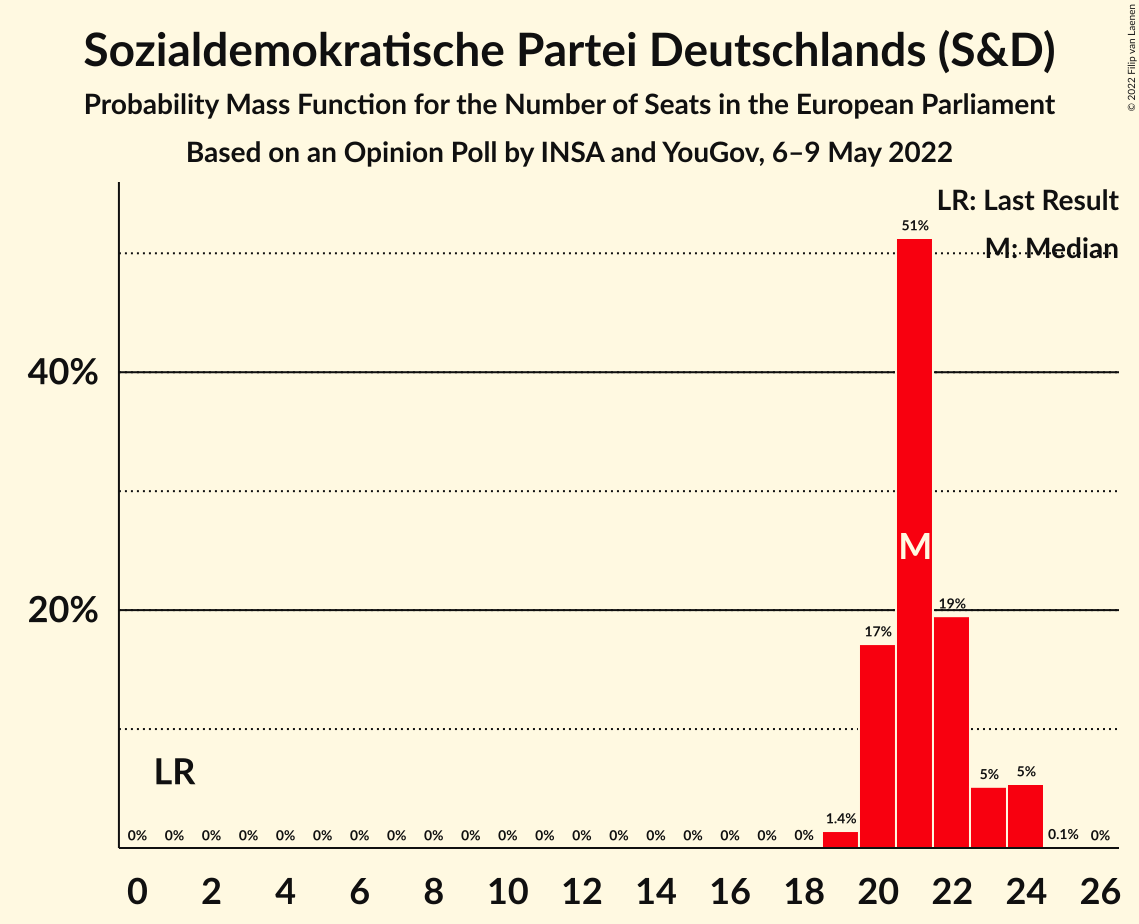 Sozialdemokratische Partei Deutschlands (S&D)
Probability Mass Function for the Number of Seats in the European Parliament
Based on an Opinion Poll by INSA and YouGov, 6–9 May 2022
© 2022 Filip van Laenen
LR: Last Result
M: Median
51%
40%
M
20%
19%
17%
LR
5%
5%
1.4%
0% 0% 0% 0% 0% 0% 0% 0% 0% 0% 0% 0% 0% 0% 0% 0% 0% 0% 0% 0.1% 0%
0 2 4 6 8 10 12 14 16 18 20 22 24 26